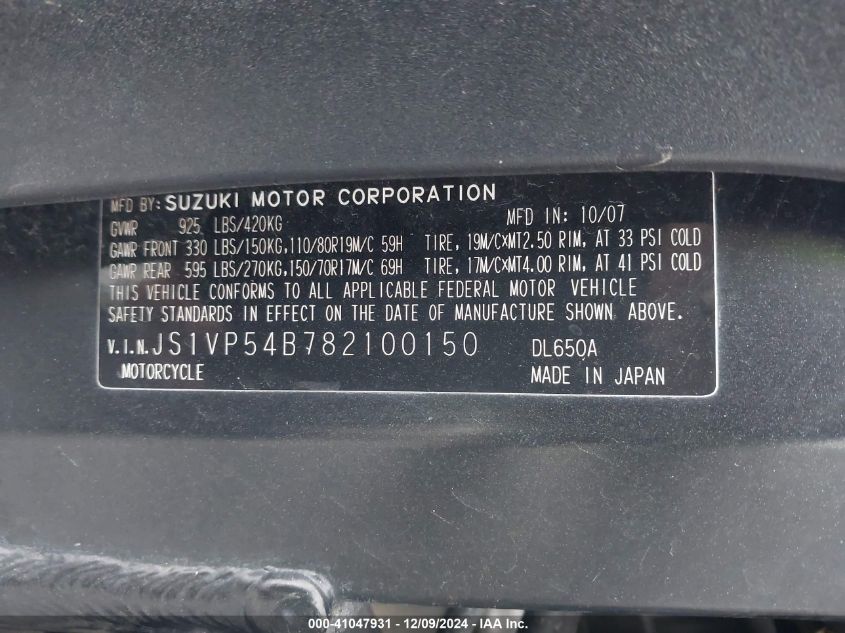 MFD BY: SUZUKI MOTOR CORPORATION
GVWR 925 LBS/420KG MFD IN: 10/07
GAWR FRONT 330 LBS/150KG,110/80R19M/C 59H TIRE, 19M/CXMT2.50 RIM, AT 33 PSI COLD
GAWR REAR 595 LBS/270KG,150/70R17M/C 69H TIRE, 17M/CXMT4.00 RIM, AT 41 PSI COLD
THIS VEHICLE CONFORMS TO ALL APPLICABLE FEDERAL MOTOR VEHICLE
SAFETY STANDARDS IN EFFECT ON THE DATE OF MANUFACTURE SHOWN ABOVE.
V.I.N.JS1VP54B782100150 DL650A
MOTORCYCLE MADE IN JAPAN
000-41047931 - 12/09/2024 - IAA Inc.